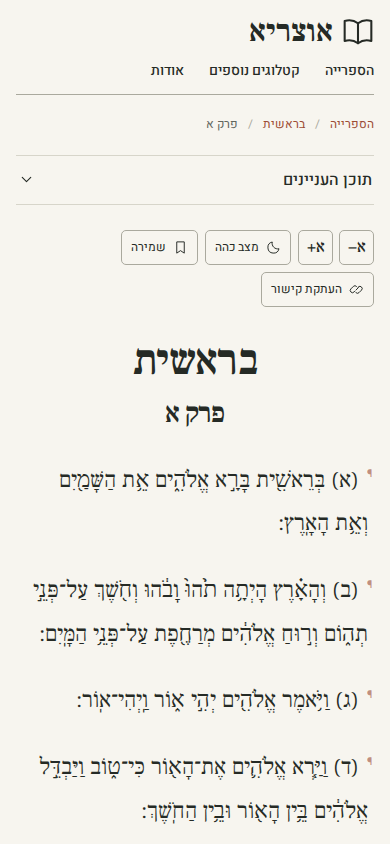 אוצריא
הספרייה קטלוגים נוספים אודות
הספרייה / בראשית / פרק א
תוכן העניינים
א− א+ מצב כהה שמירה
העתקת קישור
בראשית
פרק א
¶ (א) בְּרֵאשִׁ֖ית בָּרָ֣א אֱלֹהִ֑ים אֵ֥ת הַשָּׁמַ֖יִם
וְאֵ֥ת הָאָֽרֶץ:
¶ (ב) וְהָאָ֗רֶץ הָיְתָ֥ה תֹ֙הוּ֙ וָבֹ֔הוּ וְחֹ֖שֶׁךְ עַל־פְּנֵ֣י
תְה֑וֹם וְר֣וּחַ אֱלֹהִ֔ים מְרַחֶ֖פֶת עַל־פְּנֵ֥י הַמָּֽיִם:
¶ (ג) וַיֹּ֥אמֶר אֱלֹהִ֖ים יְהִ֣י א֑וֹר וַֽיְהִי־אֽוֹר:
¶ (ד) וַיַּ֧רְא אֱלֹהִ֛ים אֶת־הָא֖וֹר כִּי־ט֑וֹב וַיַּבְדֵּ֣ל
אֱלֹהִ֔ים בֵּ֥ין הָא֖וֹר וּבֵ֥ין הַחֹֽשֶׁךְ: